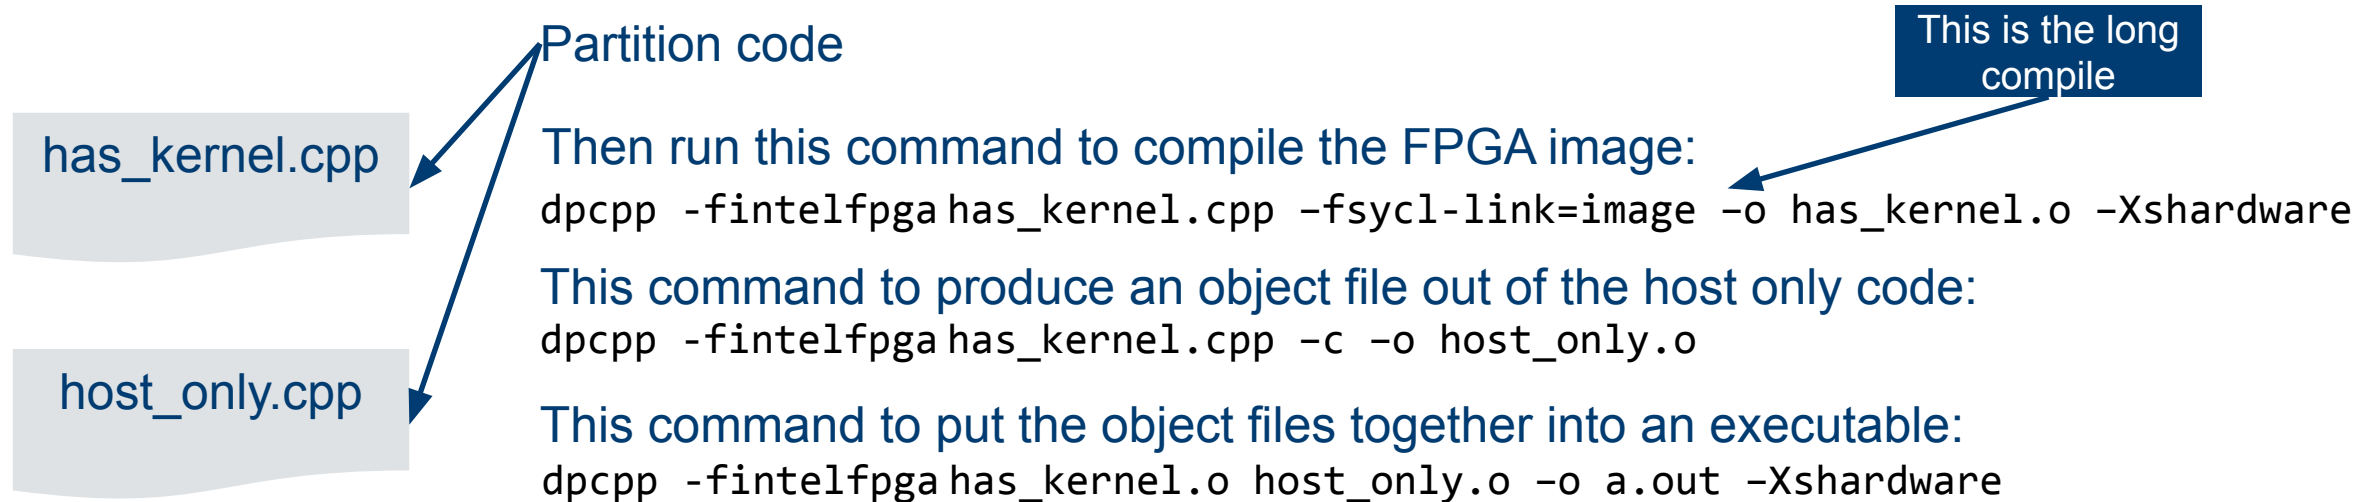 Partition code
This is the long
compile
has_kernel.cpp
Then run this command to compile the FPGA image:
dpcpp -fintelfpga has_kernel.cpp –fsycl-link=image –o has_kernel.o –Xshardware
This command to produce an object file out of the host only code:
dpcpp -fintelfpga has_kernel.cpp –c –o host_only.o
host_only.cpp
This command to put the object files together into an executable:
dpcpp -fintelfpga has_kernel.o host_only.o –o a.out –Xshardware